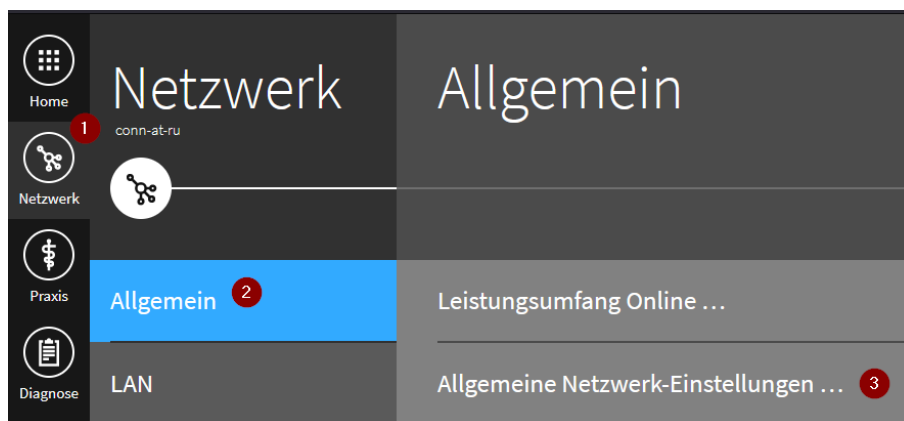 Home
Netzwerk
Praxis
Diagnose
1
Netzwerk
conn-at-ru
Allgemein 2
LAN
Allgemein
Leistungsumfang Online ...
Allgemeine Netzwerk-Einstellungen ... 3